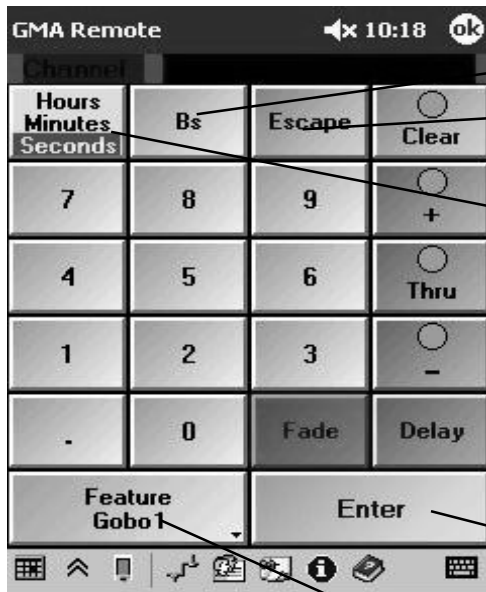 GMA Remote 10:18 ok
Channel
Hours
Minutes
Seconds
Bs
Escape
Clear
7
8
9
+
4
5
6
Thru
1
2
3
-
.
0
Fade
Delay
Feature
Gobo1
Enter